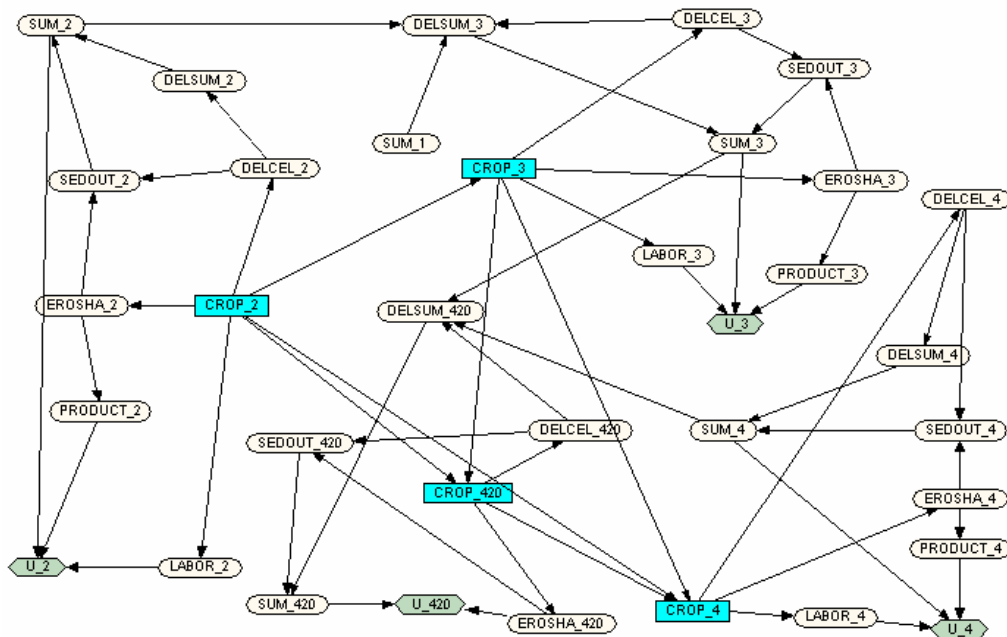 SUM_2
DELSUM_3
DELCEL_3
DELSUM_2
SEDOUT_3
SUM_1
SUM_3
CROP_3
DELCEL_2
SEDOUT_2
EROSHA_3
DELCEL_4
LABOR_3
PRODUCT_3
EROSHA_2
CROP_2
DELSUM_420
U_3
DELSUM_4
PRODUCT_2
SEDOUT_420
DELCEL_420
SUM_4
SEDOUT_4
CROP_420
EROSHA_4
PRODUCT_4
U_2
LABOR_2
SUM_420
U_420
EROSHA_420
CROP_4
LABOR_4
U_4